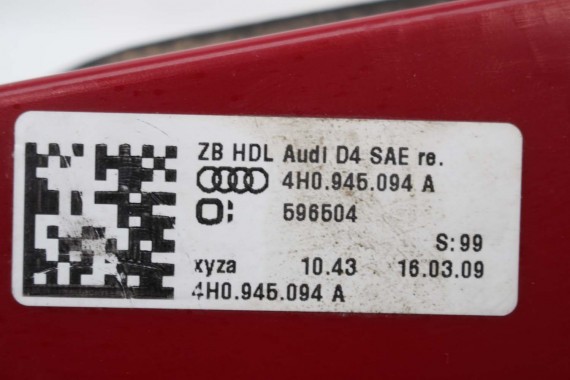 ZB HDL Audi D4 SAE re.
4H0.945.094 A
596504
S:99
xyza 10.43 16.03.09
4H0.945.094 A